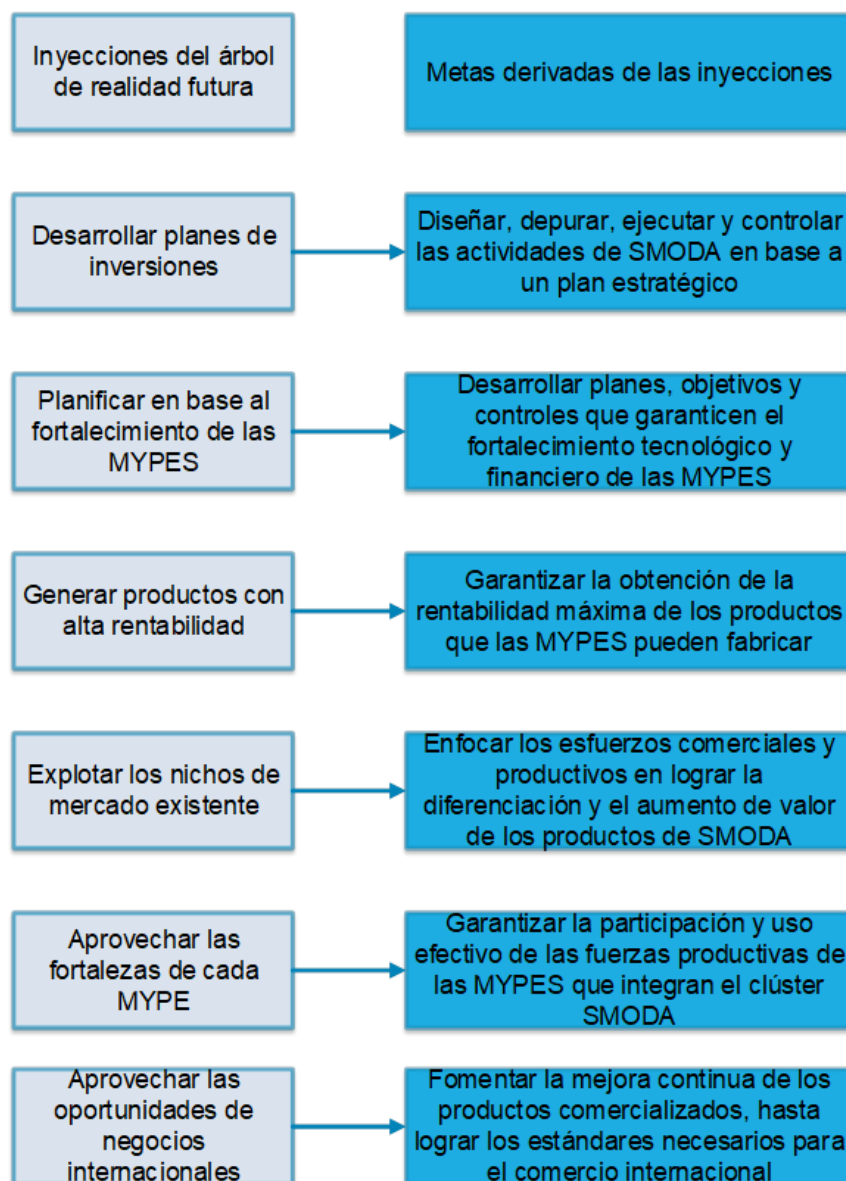 Inyecciones del árbol
de realidad futura
Metas derivadas de las inyecciones
Desarrollar planes de
inversiones
Diseñar, depurar, ejecutar y controlar
las actividades de SMODA en base a
un plan estratégico
Planificar en base al
fortalecimiento de las
MYPES
Desarrollar planes, objetivos y
controles que garanticen el
fortalecimiento tecnológico y
financiero de las MYPES
Generar productos con
alta rentabilidad
Garantizar la obtención de la
rentabilidad máxima de los productos
que las MYPES pueden fabricar
Explotar los nichos de
mercado existente
Enfocar los esfuerzos comerciales y
productivos en lograr la
diferenciación y el aumento de valor
de los productos de SMODA
Aprovechar las
fortalezas de cada
MYPE
Garantizar la participación y uso
efectivo de las fuerzas productivas de
las MYPES que integran el clúster
SMODA
Aprovechar las
oportunidades de
negocios
internacionales
Fomentar la mejora continua de los
productos comercializados, hasta
lograr los estándares necesarios para
el comercio internacional